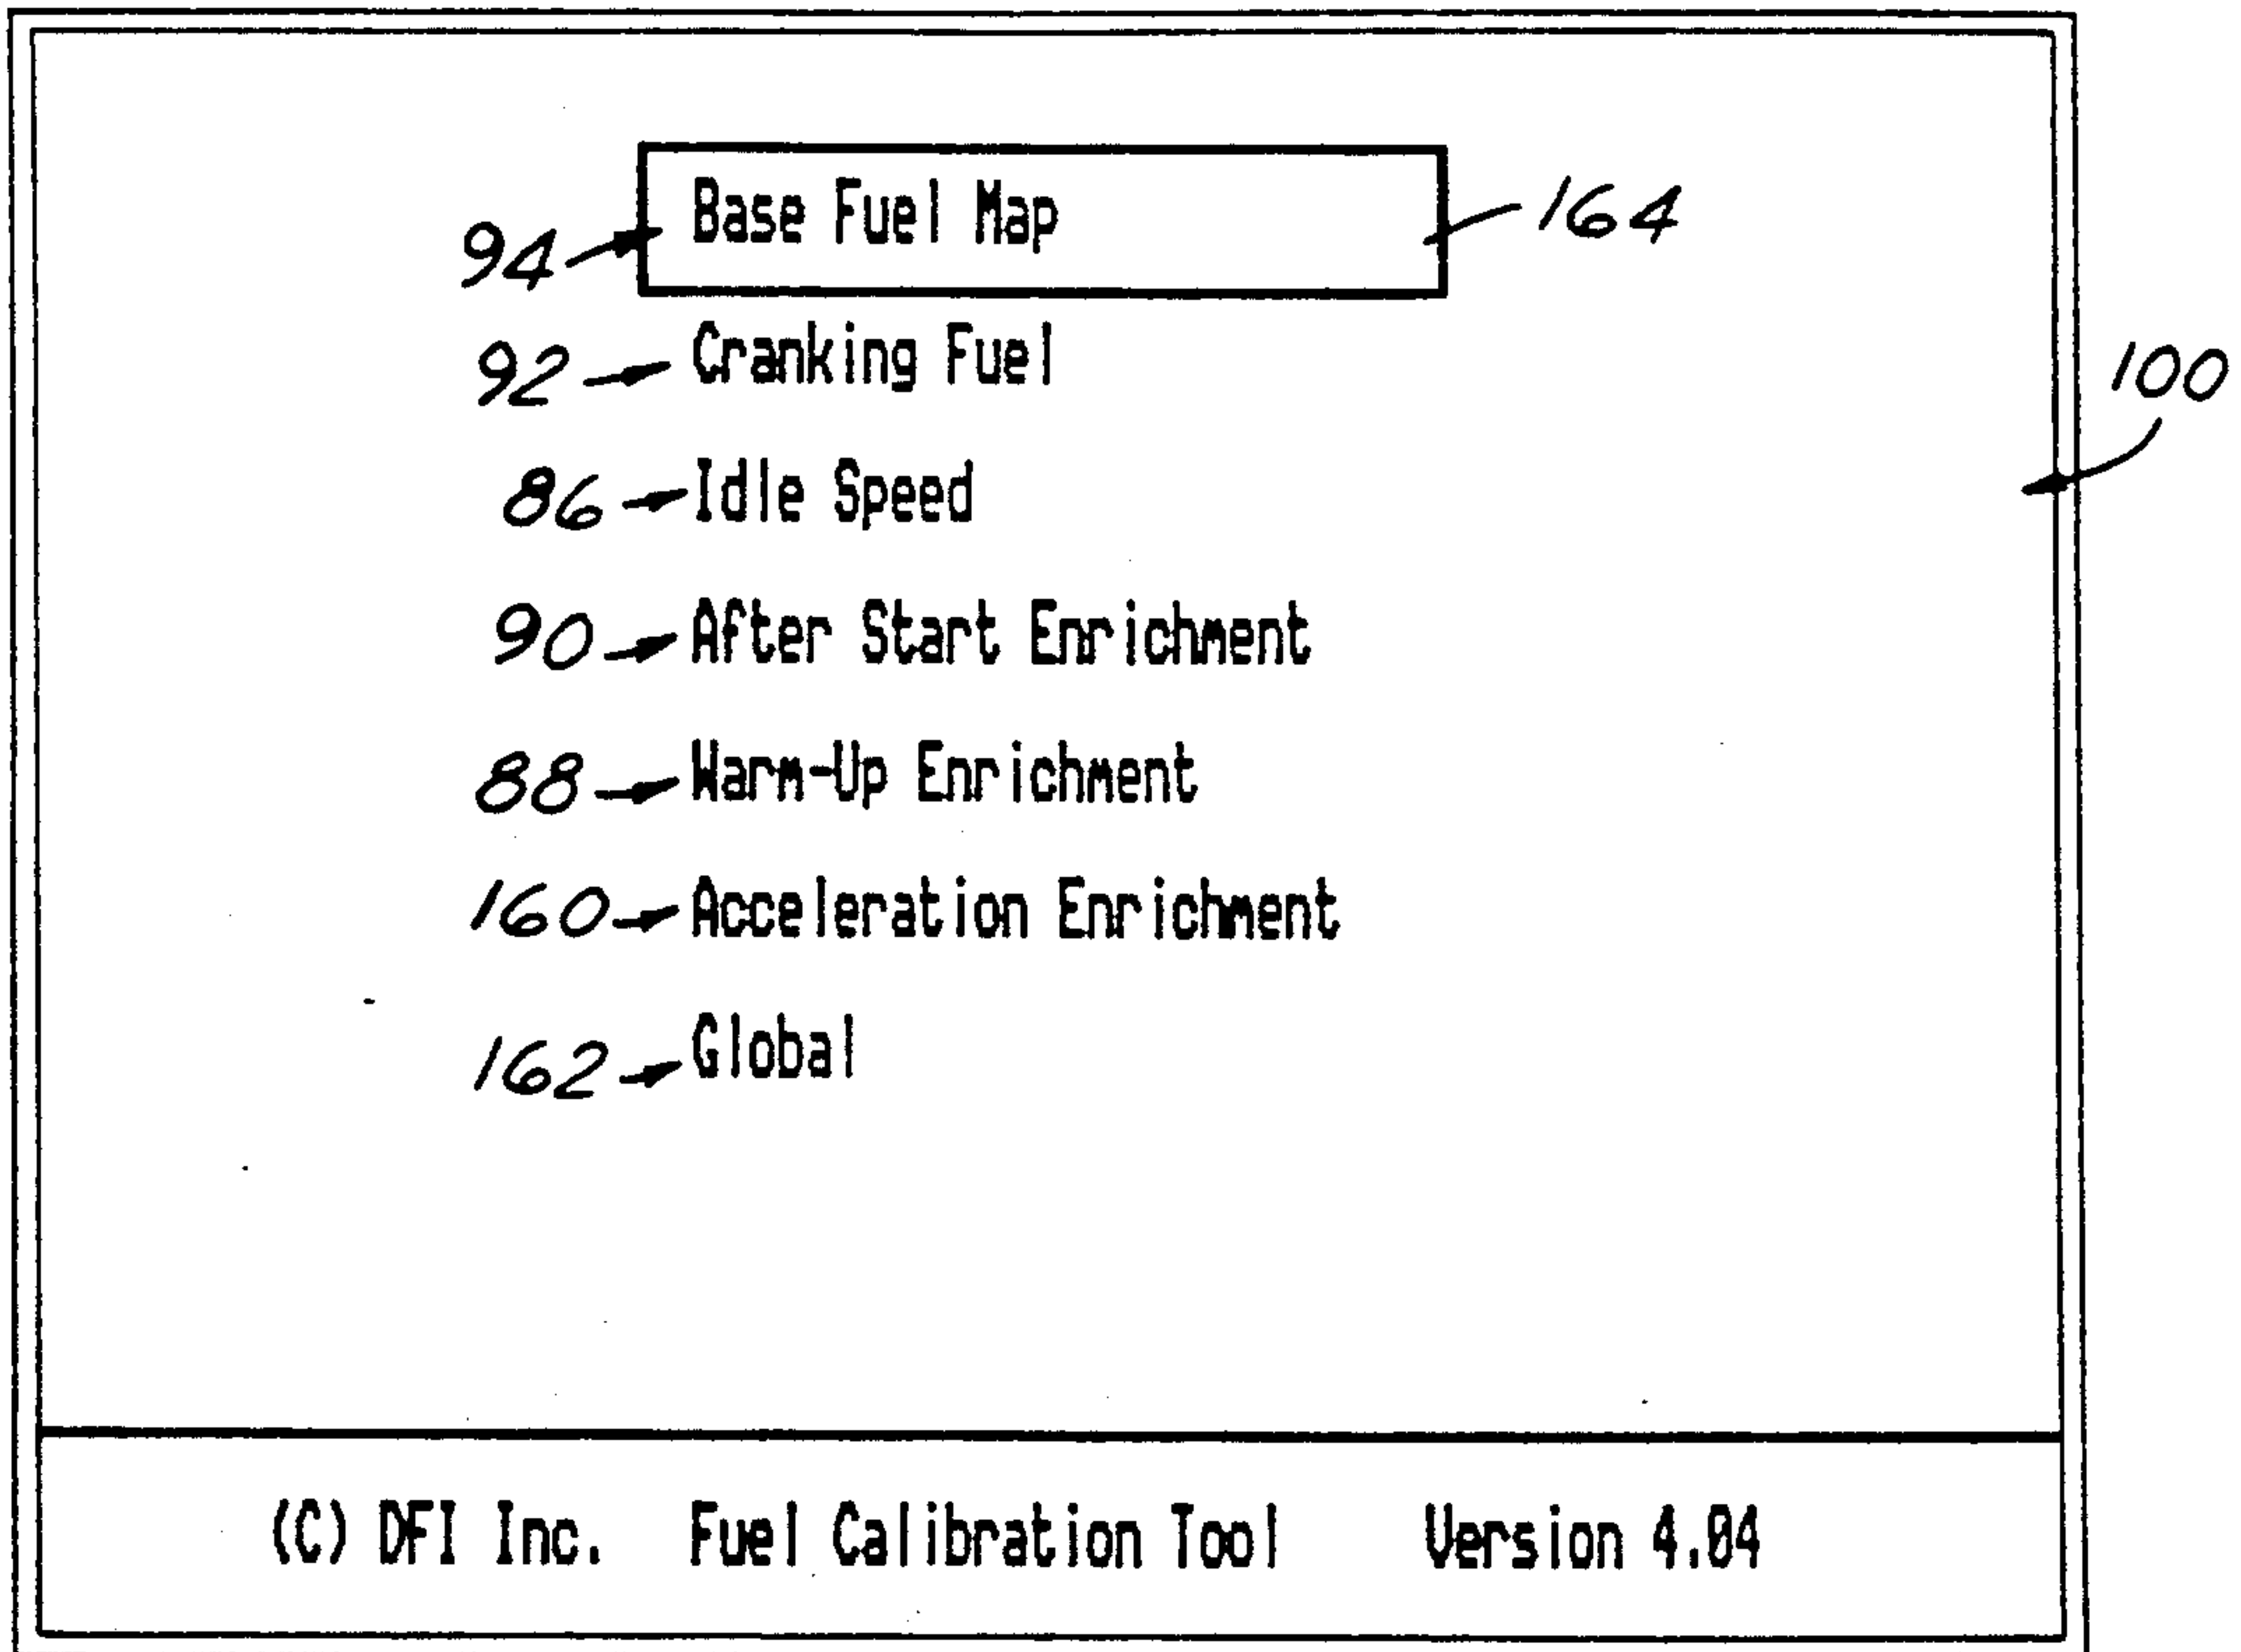 94 Base Fuel Map 164
92 Cranking Fuel
100
86 Idle Speed
90 After Start Enrichment
88 Warm-Up Enrichment
160 Acceleration Enrichment
162 Global
(C) DFI Inc. Fuel Calibration Tool Version 4.04